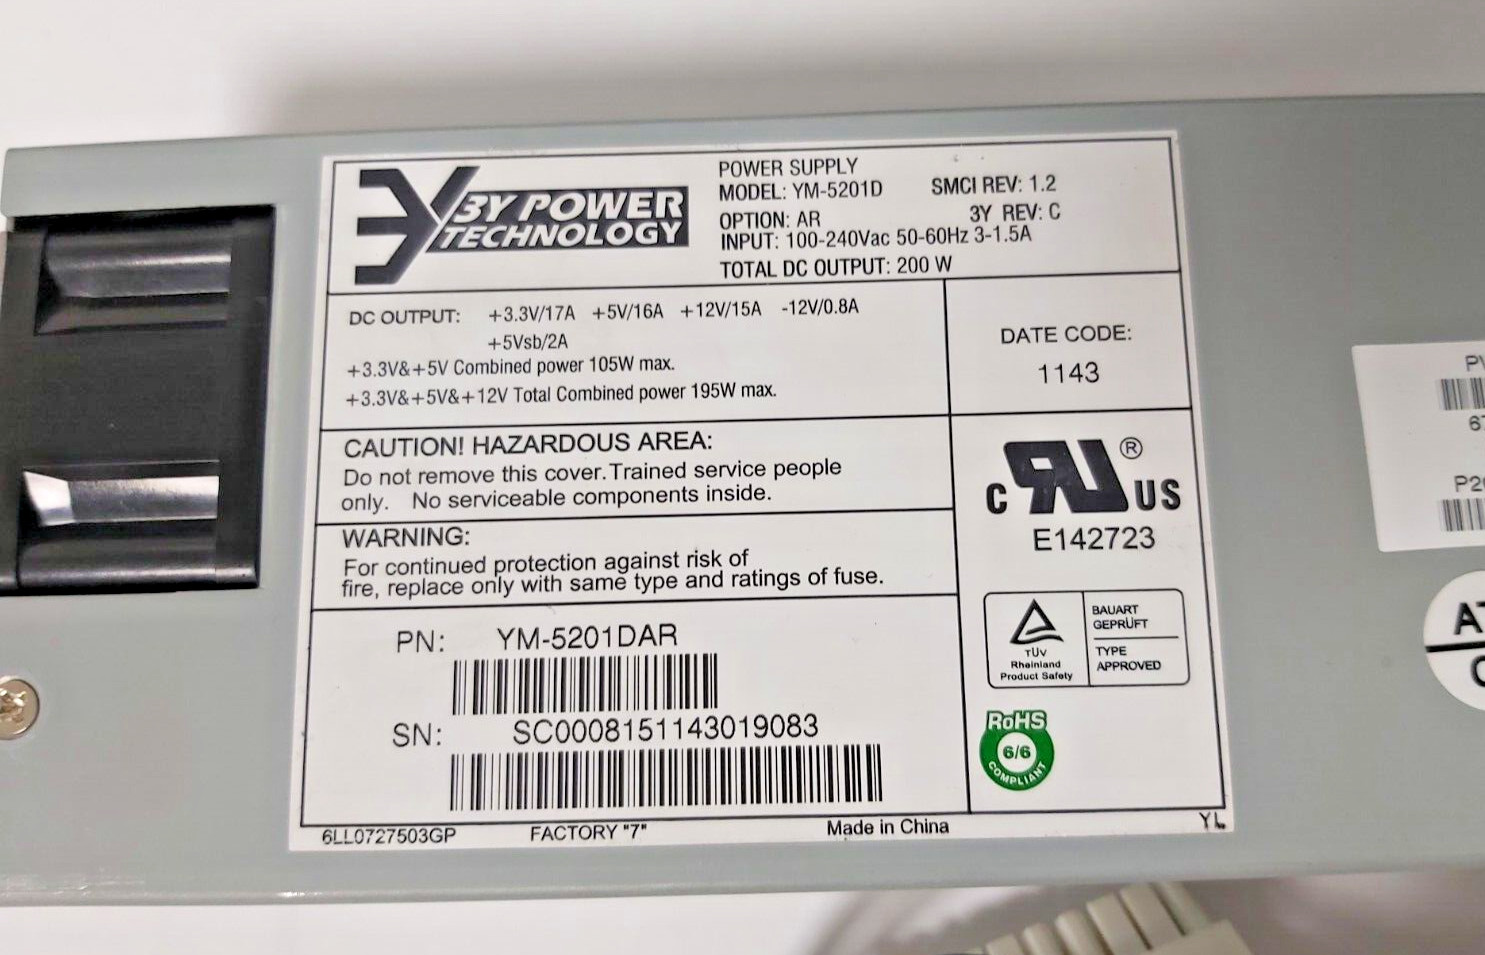 3Y POWER
TECHNOLOGY
POWER SUPPLY
MODEL: YM-5201D SMCI REV: 1.2
OPTION: AR 3Y REV: C
INPUT: 100-240Vac 50-60Hz 3-1.5A
TOTAL DC OUTPUT: 200 W
DC OUTPUT: +3.3V/17A +5V/16A +12V/15A -12V/0.8A
+5Vsb/2A
+3.3V&+5V Combined power 105W max.
+3.3V&+5V&+12V Total Combined power 195W max.
DATE CODE:
1143
CAUTION! HAZARDOUS AREA:
Do not remove this cover. Trained service people
only. No serviceable components inside.
WARNING:
For continued protection against risk of
fire, replace only with same type and ratings of fuse.
C RU ® US
E142723
TÜV
Rheinland
Product Safety
BAUART
GEPRÜFT
TYPE
APPROVED
RoHS
6/6
COMPLIANT
PN: YM-5201DAR
SN: SC0008151143019083
6LL0727503GP FACTORY "7" Made in China YL